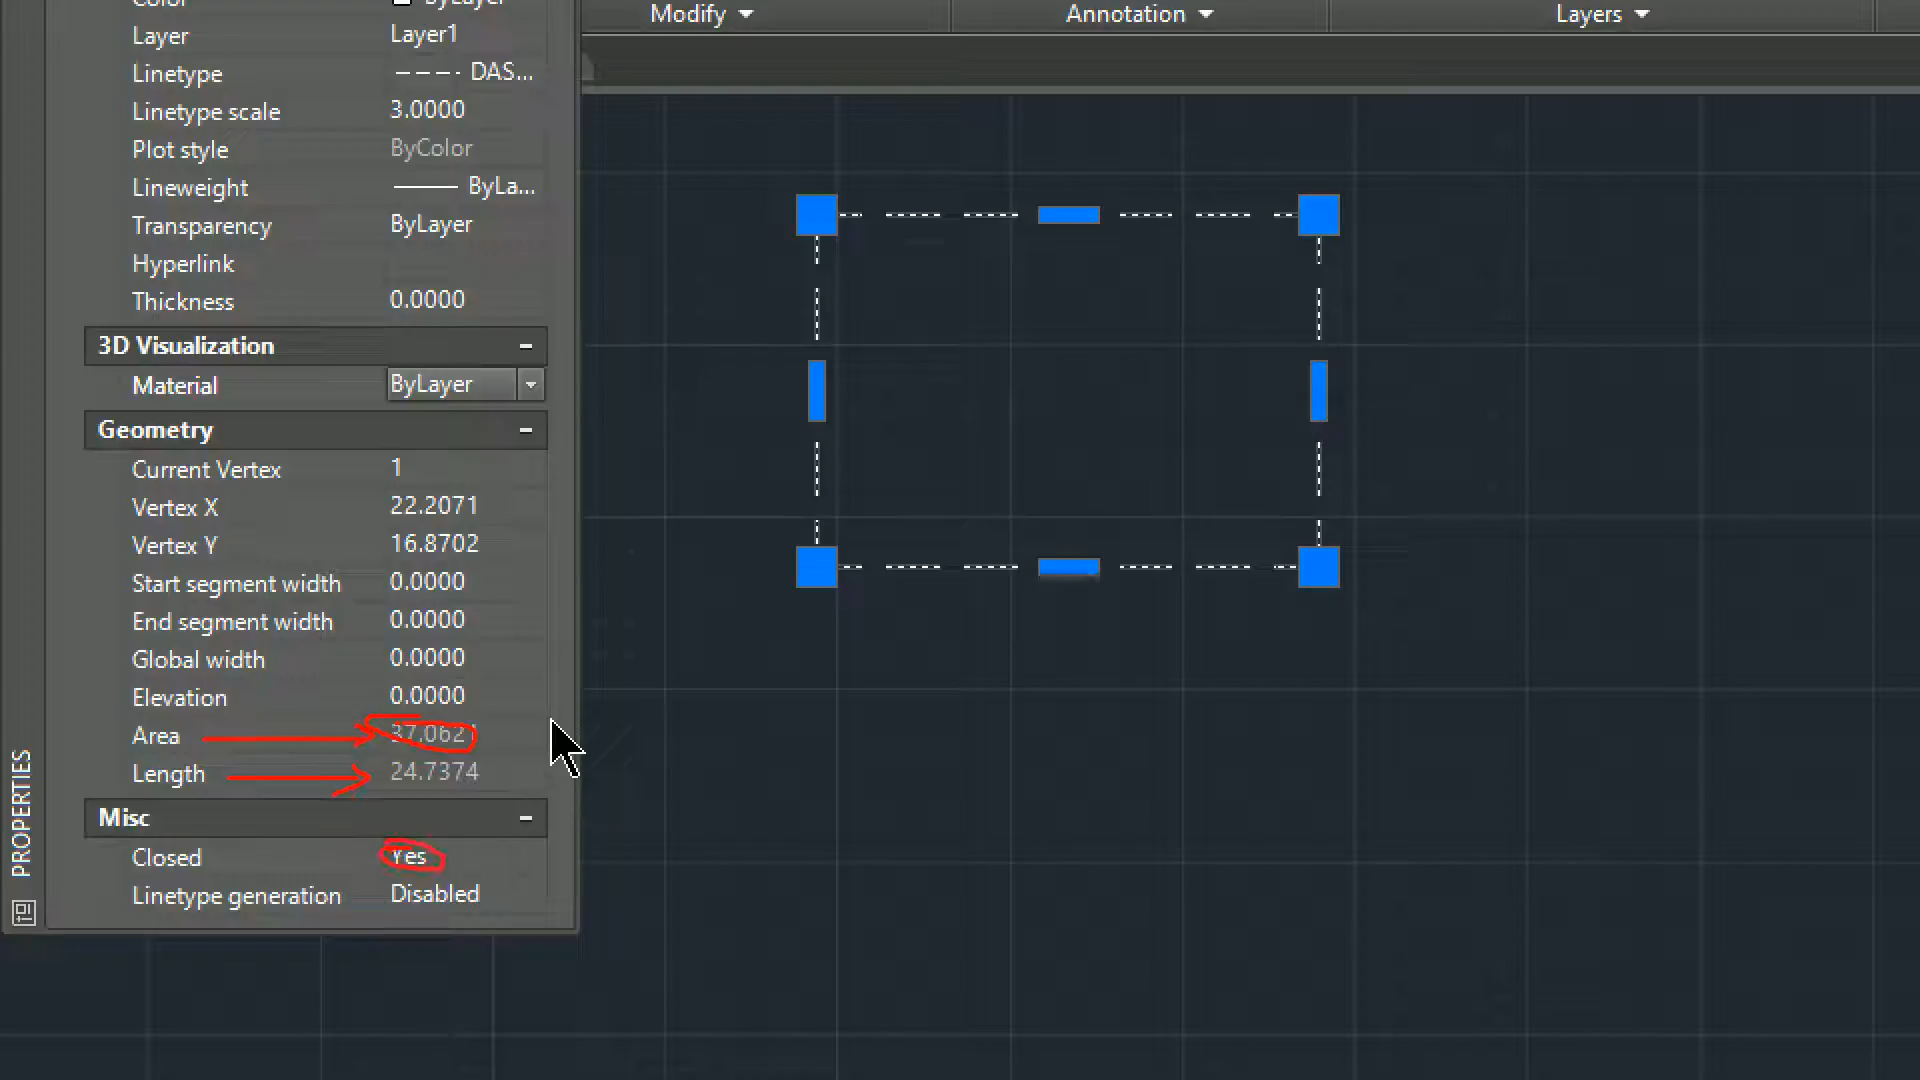 Modify
Annotation
Layers
Color ByLayer
Layer Layer1
Linetype DAS...
Linetype scale 3.0000
Plot style ByColor
Lineweight ByLa...
Transparency ByLayer
Hyperlink
Thickness 0.0000
3D Visualization
Material ByLayer
Geometry
Current Vertex 1
Vertex X 22.2071
Vertex Y 16.8702
Start segment width 0.0000
End segment width 0.0000
Global width 0.0000
Elevation 0.0000
Area
Length 24.7374
Misc
Closed Yes
Linetype generation Disabled
PROPERTIES